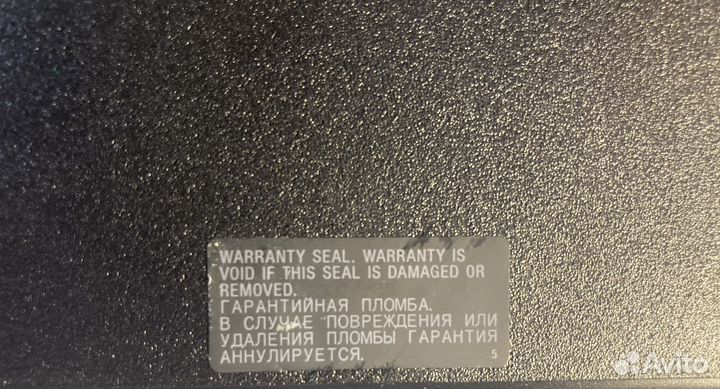 WARRANTY SEAL. WARRANTY IS
VOID IF THIS SEAL IS DAMAGED OR
REMOVED.
ГАРАНТИЙНАЯ ПЛОМБА.
В СЛУЧАЕ ПОВРЕЖДЕНИЯ ИЛИ
УДАЛЕНИЯ ПЛОМБЫ ГАРАНТИЯ
АННУЛИРУЕТСЯ.
5
Avito